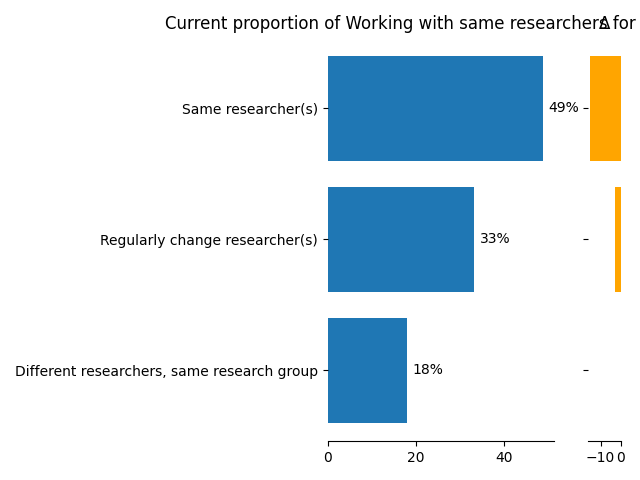 Current proportion of Working with same researchers for
Δ
Same researcher(s)
49%
Regularly change researcher(s)
33%
Different researchers, same research group
18%
0 20 40
−10 0